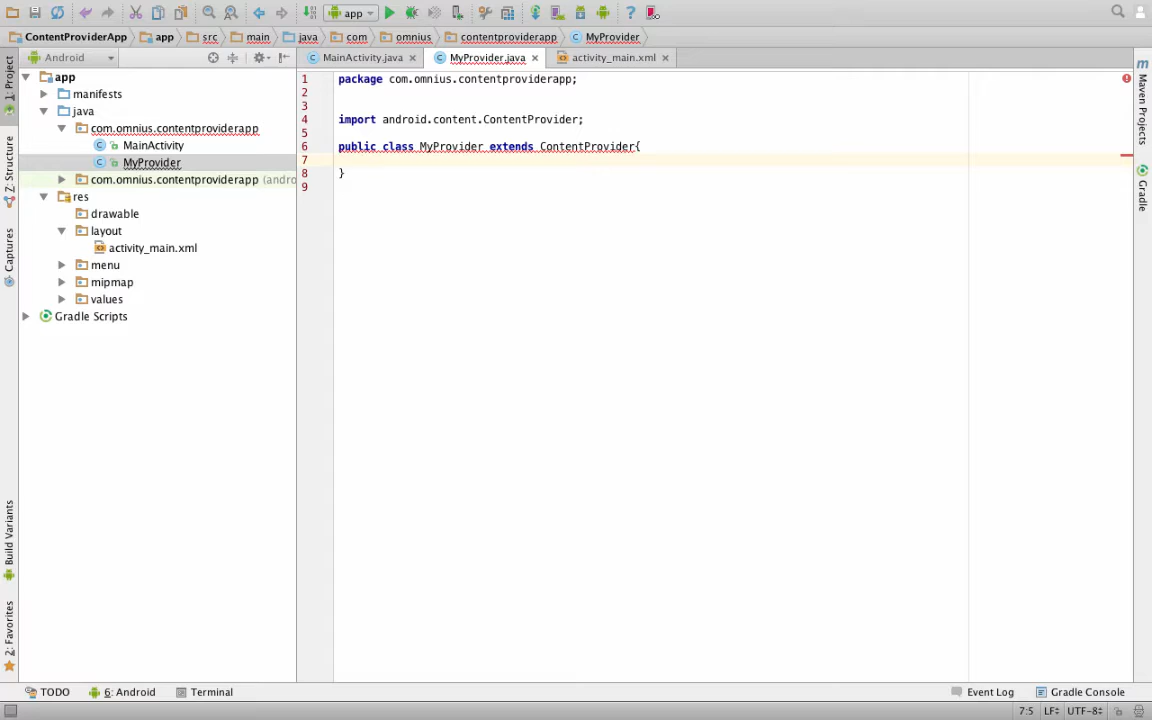 app
ContentProviderApp
app
src
main
java
com
omnius
contentproviderapp
MyProvider
Android
MainActivity.java
MyProvider.java
activity_main.xml
1: Project
Z: Structure
Captures
Build Variants
2: Favorites
app
manifests
java
com.omnius.contentproviderapp
MainActivity
MyProvider
com.omnius.contentproviderapp (andro
res
drawable
layout
activity_main.xml
menu
mipmap
values
Gradle Scripts
1 package com.omnius.contentproviderapp;
2
3
4 import android.content.ContentProvider;
5
6 public class MyProvider extends ContentProvider{
7
8 }
9
Maven Projects
Gradle
TODO
6: Android
Terminal
Event Log
Gradle Console
7:5
LF
UTF-8